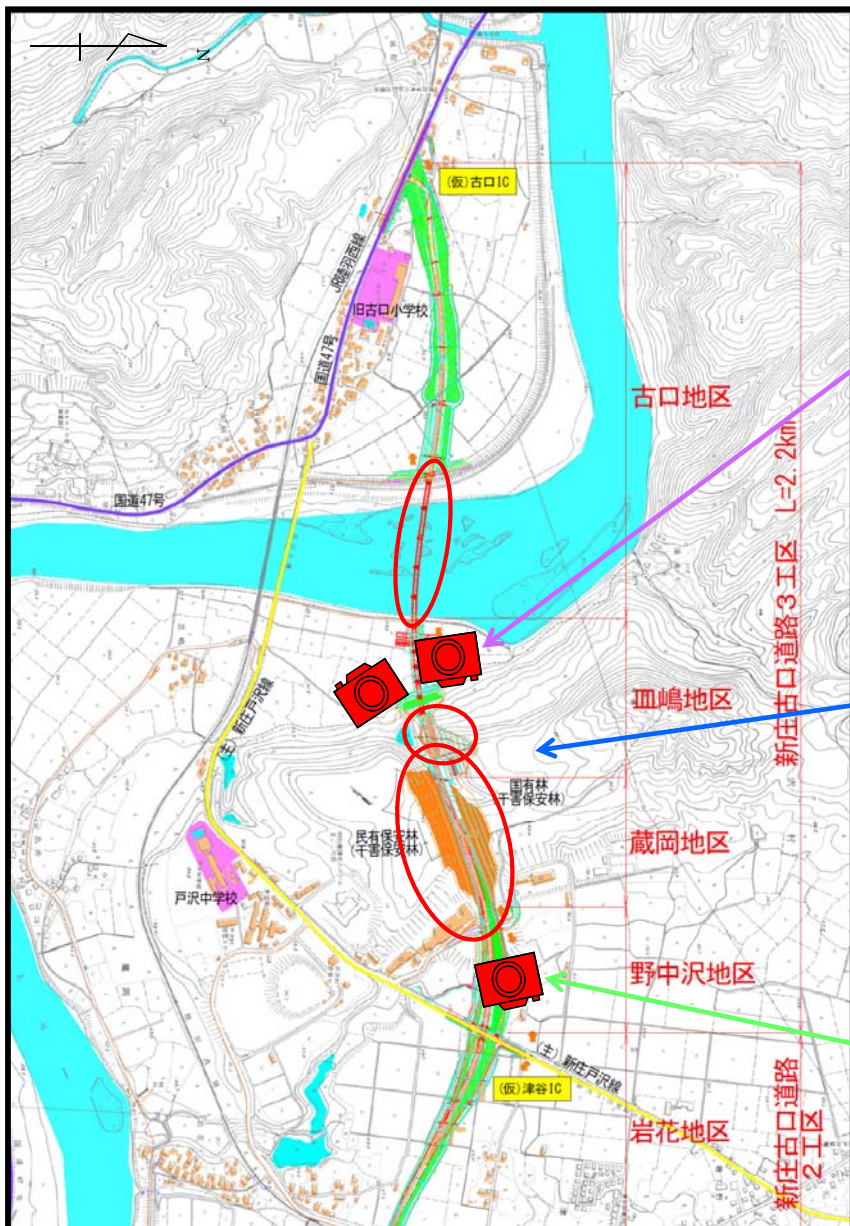 N
(仮)古口IC
JR陸羽西線
旧古口小学校
国道47号
古口地区
新庄古口道路3工区 L=2.2km
国道47号
皿嶋地区
(主)新庄戸沢線
国有林
(干害保安林)
民有保安林
(干害保安林)
蔵岡地区
戸沢中学校
野中沢地区
(主)新庄戸沢線
(仮)津谷IC
岩花地区
新庄古口道路
2工区